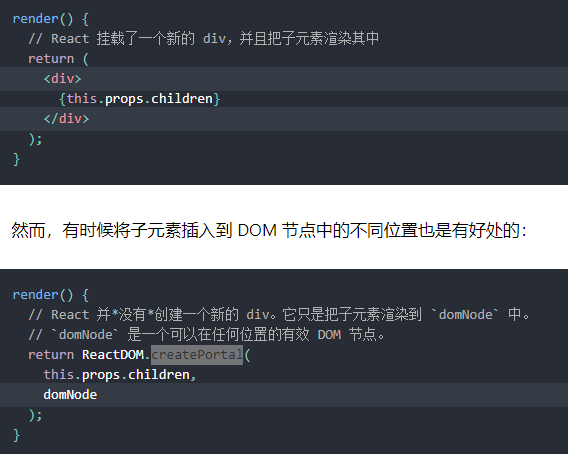 render() {
// React 挂载了一个新的 div，并且把子元素渲染其中
return (
<div>
{this.props.children}
</div>
);
}
然而，有时候将子元素插入到 DOM 节点中的不同位置也是有好处的：
render() {
// React 并*没有*创建一个新的 div。它只是把子元素渲染到 `domNode` 中。
// `domNode` 是一个可以在任何位置的有效 DOM 节点。
return ReactDOM.createPortal(
this.props.children,
domNode
);
}